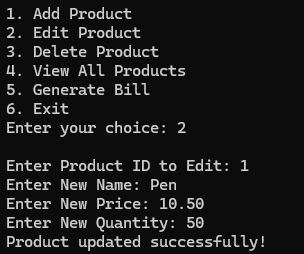 1. Add Product
2. Edit Product
3. Delete Product
4. View All Products
5. Generate Bill
6. Exit
Enter your choice: 2
Enter Product ID to Edit: 1
Enter New Name: Pen
Enter New Price: 10.50
Enter New Quantity: 50
Product updated successfully!